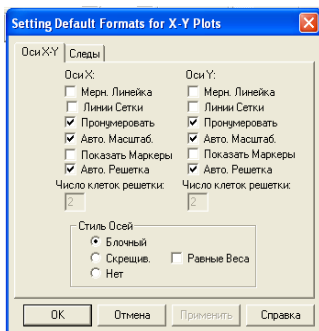 Setting Default Formats for X-Y Plots
Оси X-Y Следы
Оси X: Оси Y:
Мерн. Линейка Мерн. Линейка
Линии Сетки Линии Сетки
Пронумеровать Пронумеровать
Авто. Масштаб. Авто. Масштаб.
Показать Маркеры Показать Маркеры
Авто. Решетка Авто. Решетка
Число клеток решетки: Число клеток решетки:
2 2
Стиль Осей
Блочный
Скрещив. Равные Веса
Нет
OK Отмена Применить Справка